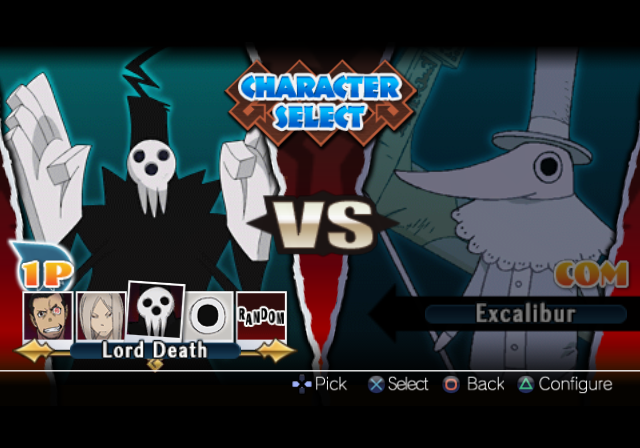 CHARACTER
SELECT
VS
1P
COM
RANDOM
Excalibur
Lord Death
Pick Select Back Configure